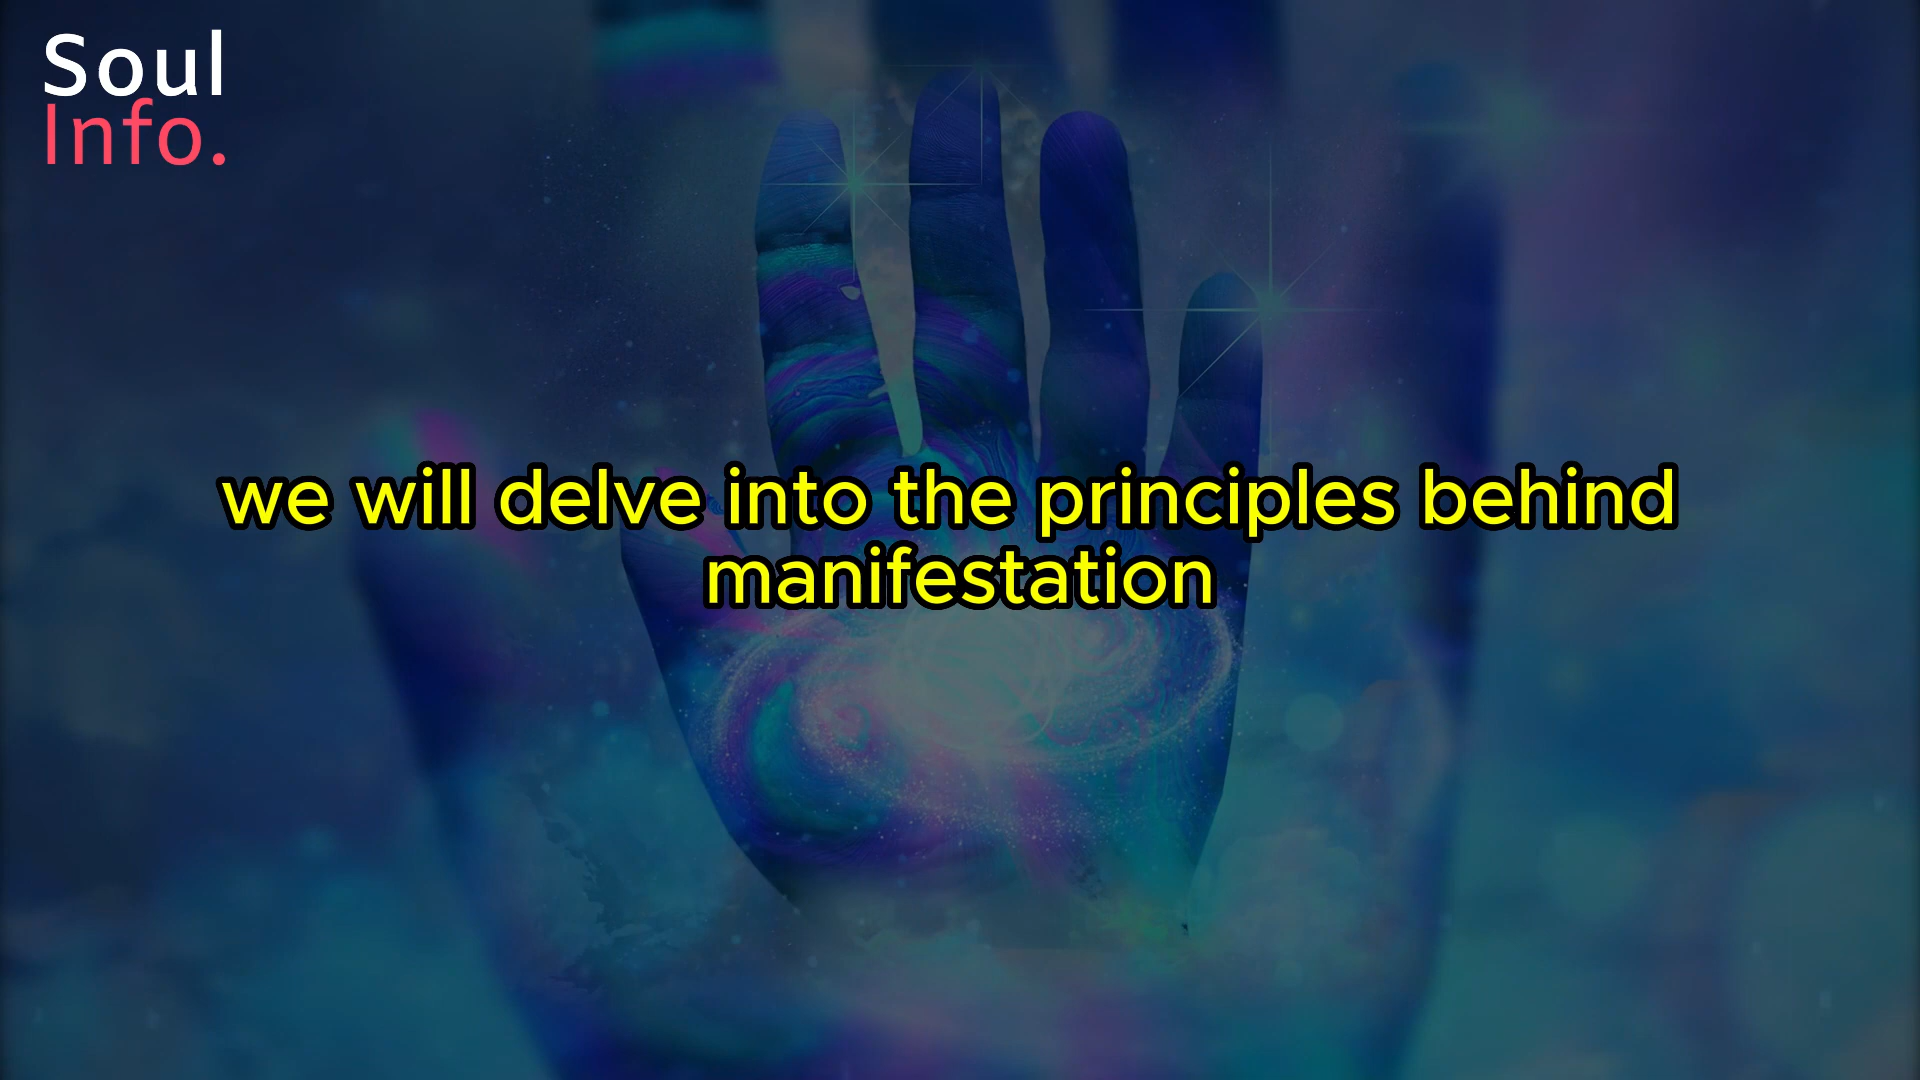 Soul
Info.
we will delve into the principles behind
manifestation